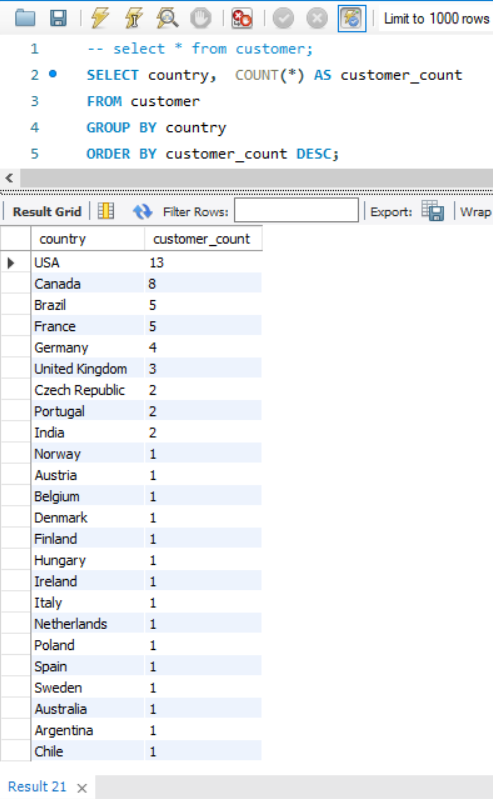 Limit to 1000 rows
1 -- select * from customer;
2 SELECT country,  COUNT(*) AS customer_count
3 FROM customer
4 GROUP BY country
5 ORDER BY customer_count DESC;
Result Grid Filter Rows: Export: Wrap
country customer_count
USA 13
Canada 8
Brazil 5
France 5
Germany 4
United Kingdom 3
Czech Republic 2
Portugal 2
India 2
Norway 1
Austria 1
Belgium 1
Denmark 1
Finland 1
Hungary 1
Ireland 1
Italy 1
Netherlands 1
Poland 1
Spain 1
Sweden 1
Australia 1
Argentina 1
Chile 1
Result 21